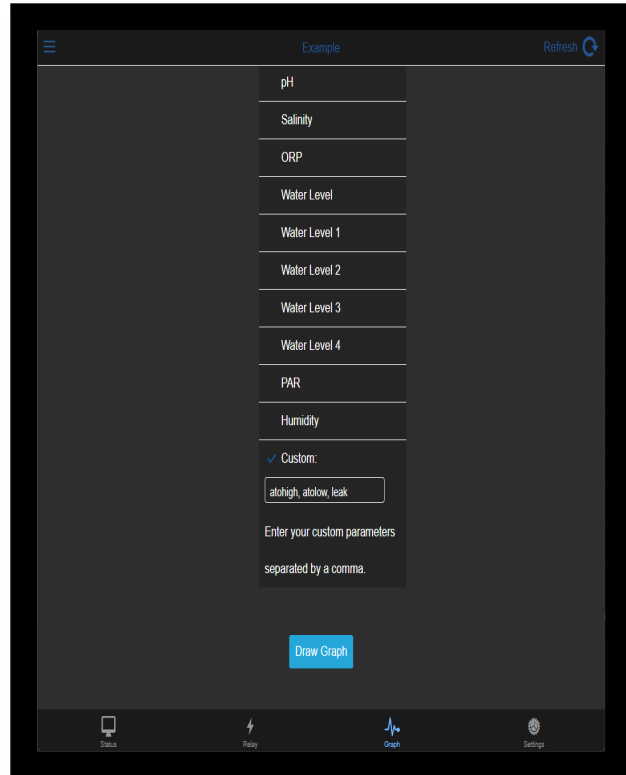 Example
Refresh
pH
Salinity
ORP
Water Level
Water Level 1
Water Level 2
Water Level 3
Water Level 4
PAR
Humidity
Custom:
atohigh, atolow, leak
Enter your custom parameters
separated by a comma.
Draw Graph
Status
Relay
Graph
Settings